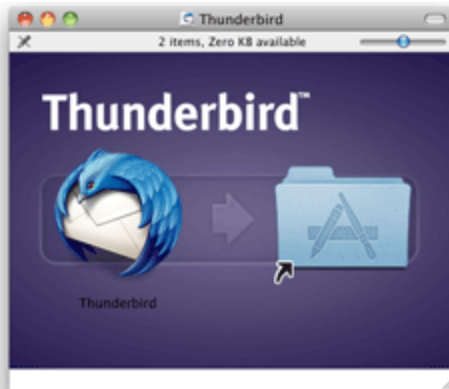 Thunderbird
2 items, Zero KB available
Thunderbird™
Thunderbird